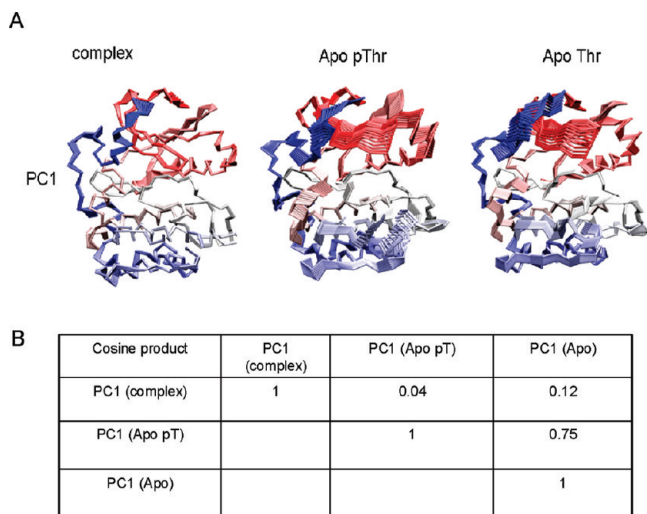 A
complex Apo pThr Apo Thr
PC1
B
Cosine product PC1 (complex) PC1 (Apo pT) PC1 (Apo)
PC1 (complex) 1 0.04 0.12
PC1 (Apo pT) 1 0.75
PC1 (Apo) 1